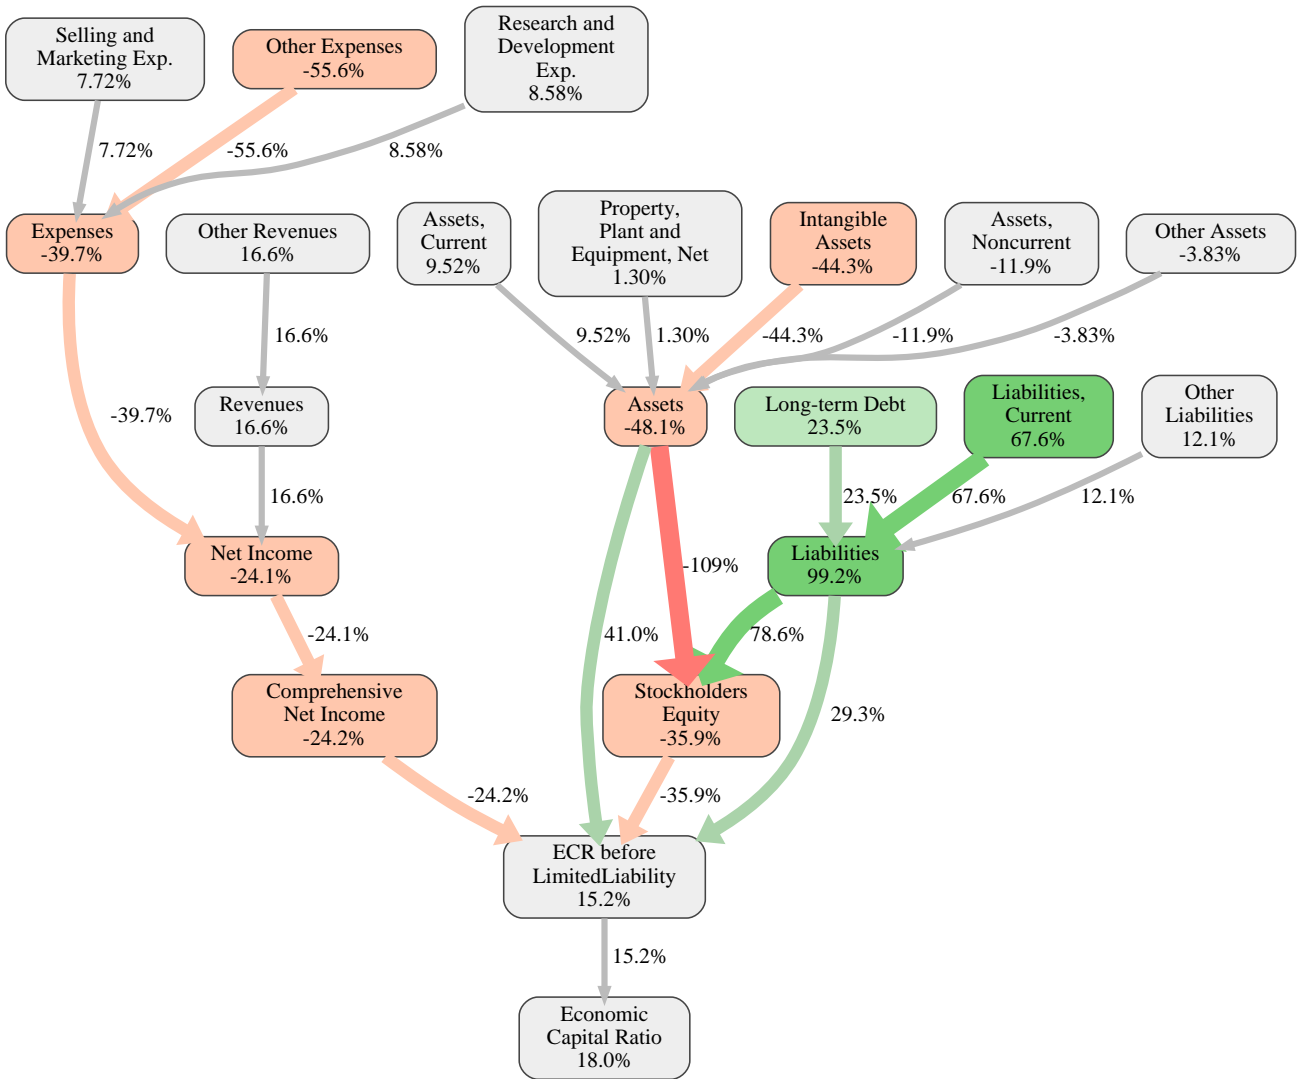 Selling and
Marketing Exp.
7.72%
Other Expenses
-55.6%
Research and
Development
Exp.
8.58%
7.72%
-55.6%
8.58%
Expenses
-39.7%
Other Revenues
16.6%
Assets,
Current
9.52%
Property,
Plant and
Equipment, Net
1.30%
Intangible
Assets
-44.3%
Assets,
Noncurrent
-11.9%
Other Assets
-3.83%
16.6%
9.52%
1.30%
-44.3%
-11.9%
-3.83%
-39.7%
Revenues
16.6%
Assets
-48.1%
Long-term Debt
23.5%
Liabilities,
Current
67.6%
Other
Liabilities
12.1%
16.6%
23.5%
67.6%
12.1%
Net Income
-24.1%
-109%
Liabilities
99.2%
-24.1%
41.0%
78.6%
Comprehensive
Net Income
-24.2%
Stockholders
Equity
-35.9%
29.3%
-24.2%
-35.9%
ECR before
LimitedLiability
15.2%
15.2%
Economic
Capital Ratio
18.0%